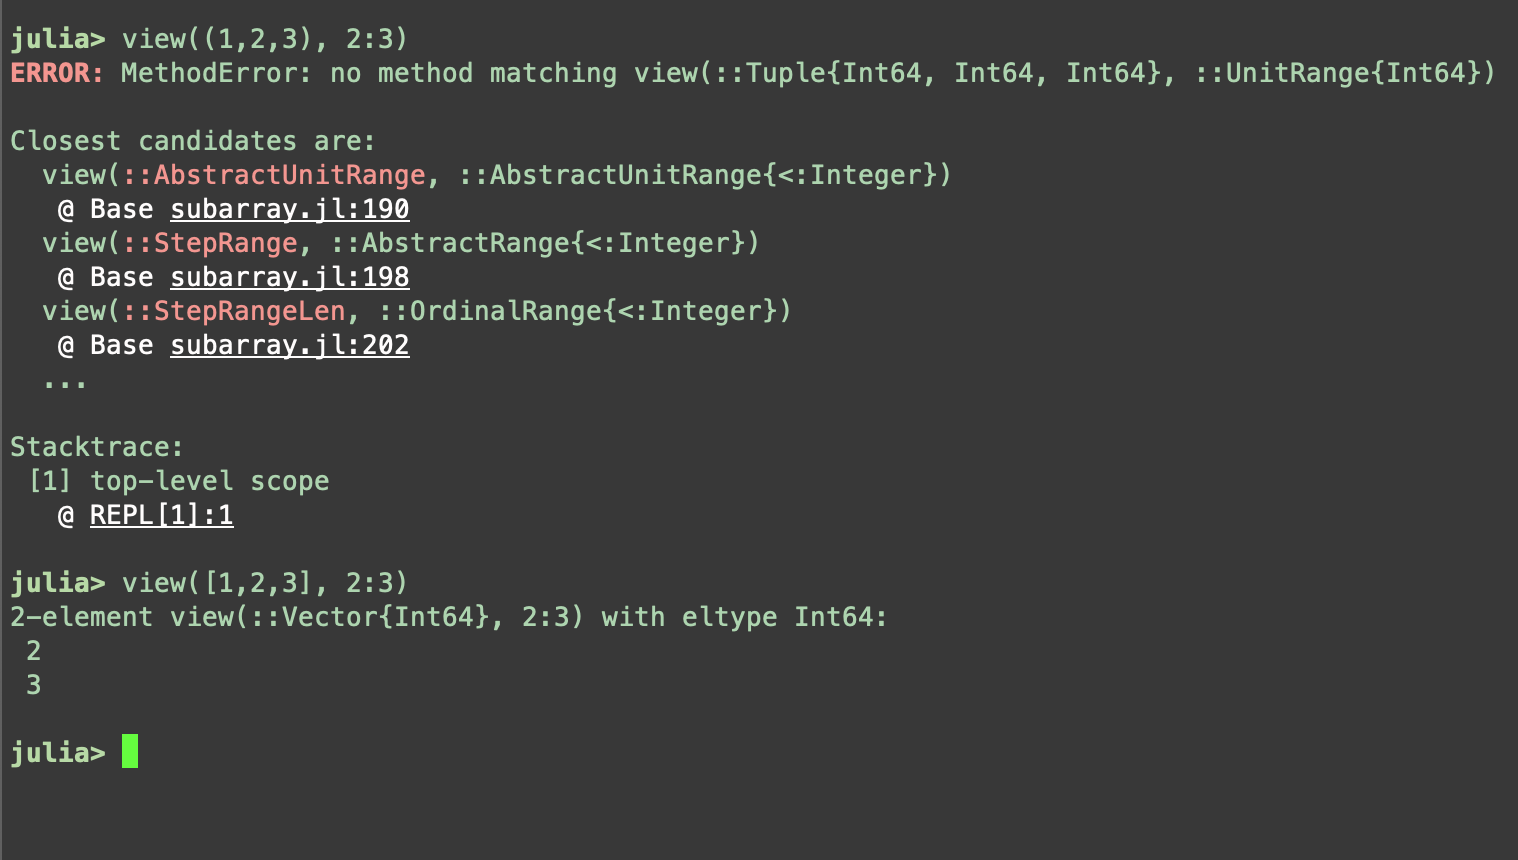 julia> view((1,2,3), 2:3)
ERROR: MethodError: no method matching view(::Tuple{Int64, Int64, Int64}, ::UnitRange{Int64})
Closest candidates are:
view(::AbstractUnitRange, ::AbstractUnitRange{<:Integer})
@ Base subarray.jl:190
view(::StepRange, ::AbstractRange{<:Integer})
@ Base subarray.jl:198
view(::StepRangeLen, ::OrdinalRange{<:Integer})
@ Base subarray.jl:202
...
Stacktrace:
[1] top-level scope
@ REPL[1]:1
julia> view([1,2,3], 2:3)
2-element view(::Vector{Int64}, 2:3) with eltype Int64:
2
3
julia>